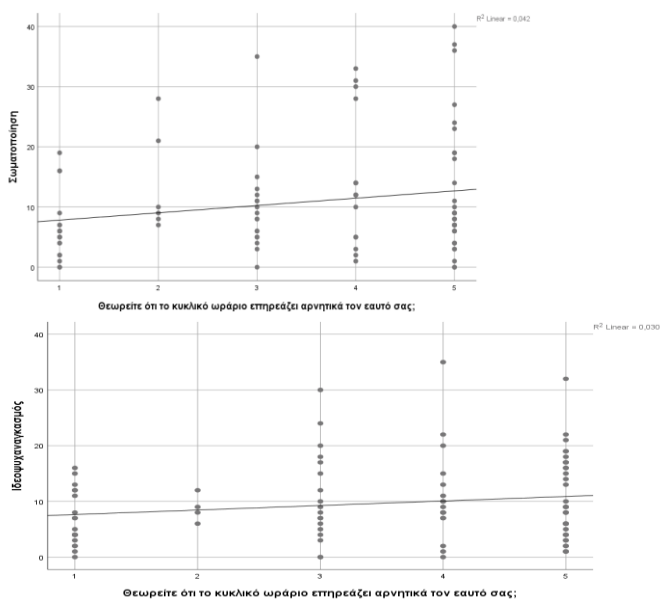 R² Linear = 0,042
40
30
20
10
0
Σωματοποίηση
1 2 3 4 5
Θεωρείτε ότι το κυκλικό ωράριο επηρεάζει αρνητικά τον εαυτό σας;
R² Linear = 0,030
40
30
20
10
0
Ιδεοψυχαναγκασμός
1 2 3 4 5
Θεωρείτε ότι το κυκλικό ωράριο επηρεάζει αρνητικά τον εαυτό σας;